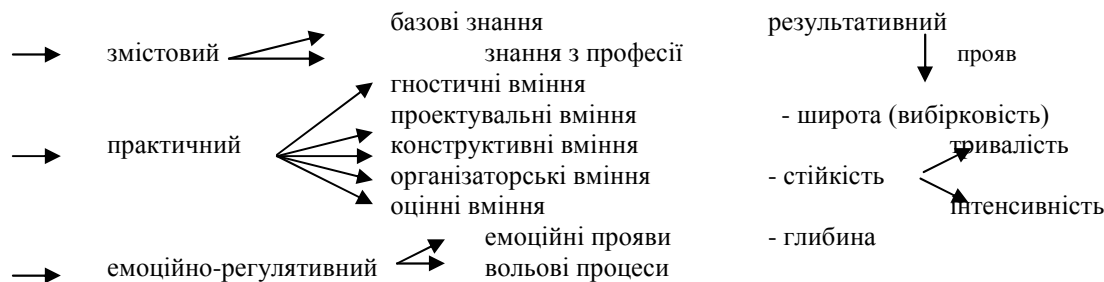 базові знання результативний
змістовий знання з професії прояв
гностичні вміння
проектувальні вміння - широта (вибірковість)
практичний конструктивні вміння тривалість
організаторські вміння - стійкість
оцінні вміння інтенсивність
емоційні прояви - глибина
емоційно-регулятивний вольові процеси